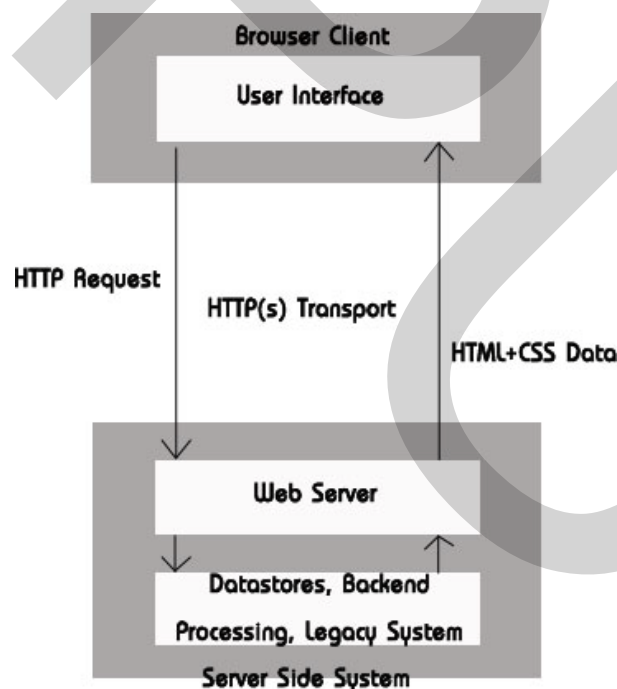 Browser Client
User Interface
HTTP Request
HTTP(s) Transport
HTML+CSS Data
Web Server
Datastores, Backend
Processing, Legacy System
Server Side System